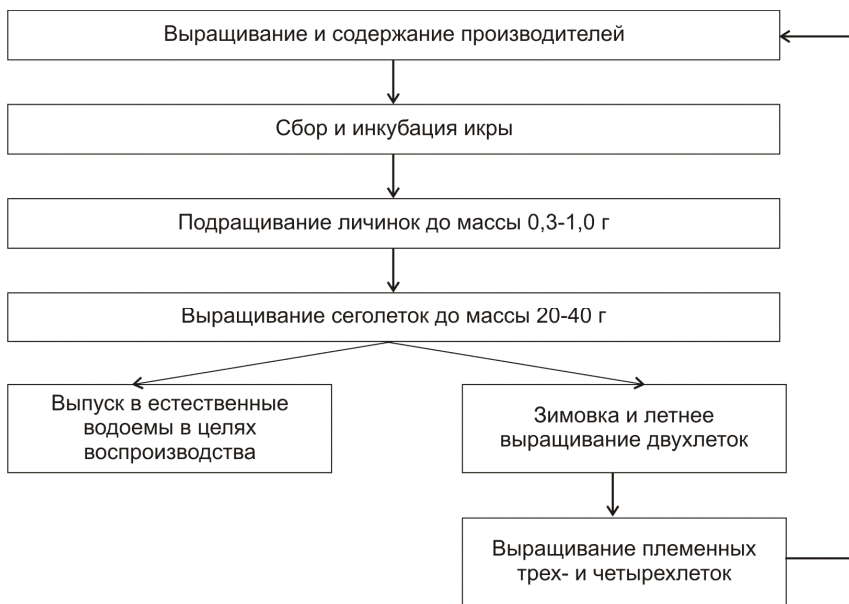 Выращивание и содержание производителей
Сбор и инкубация икры
Подращивание личинок до массы 0,3-1,0 г
Выращивание сеголеток до массы 20-40 г
Выпуск в естественные
водоемы в целях
воспроизводства
Зимовка и летнее
выращивание двухлеток
Выращивание племенных
трех- и четырехлеток